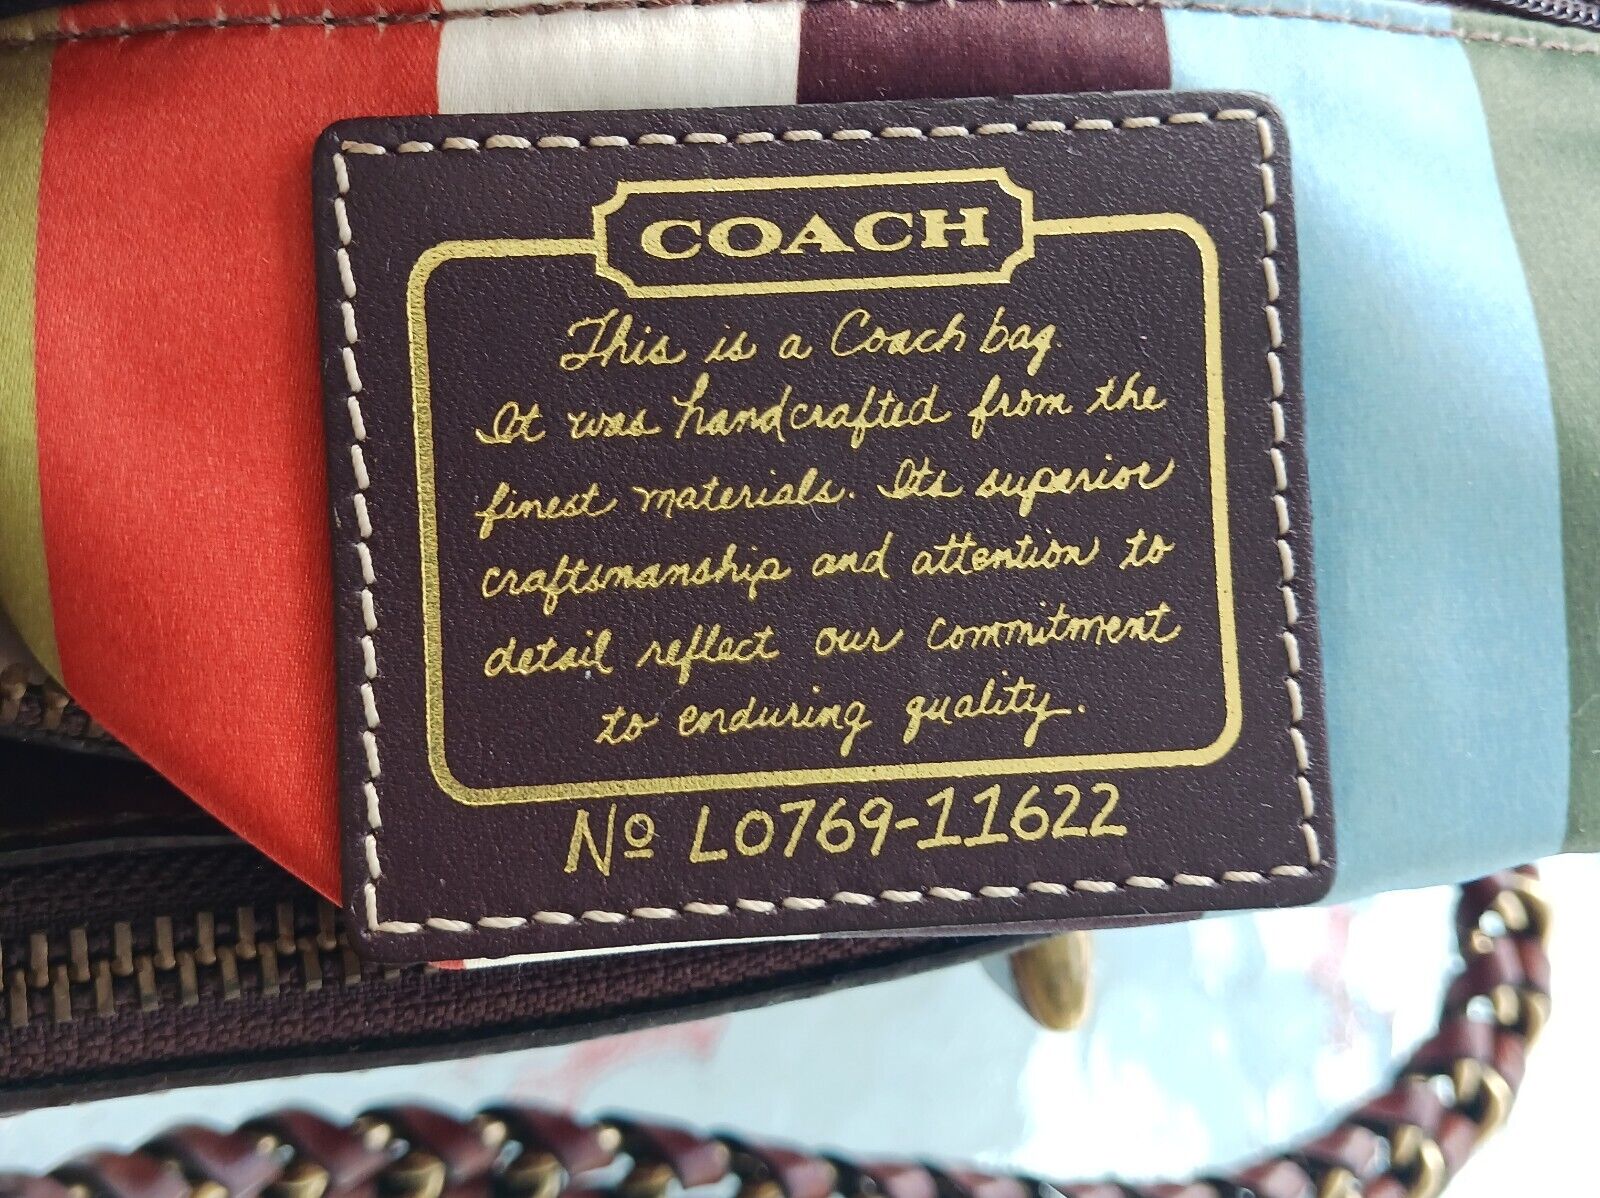 COACH
This is a Coach bag.
It was handcrafted from the
finest materials. Its superior
craftsmanship and attention to
detail reflect our commitment
to enduring quality.
Nº L0769-11622